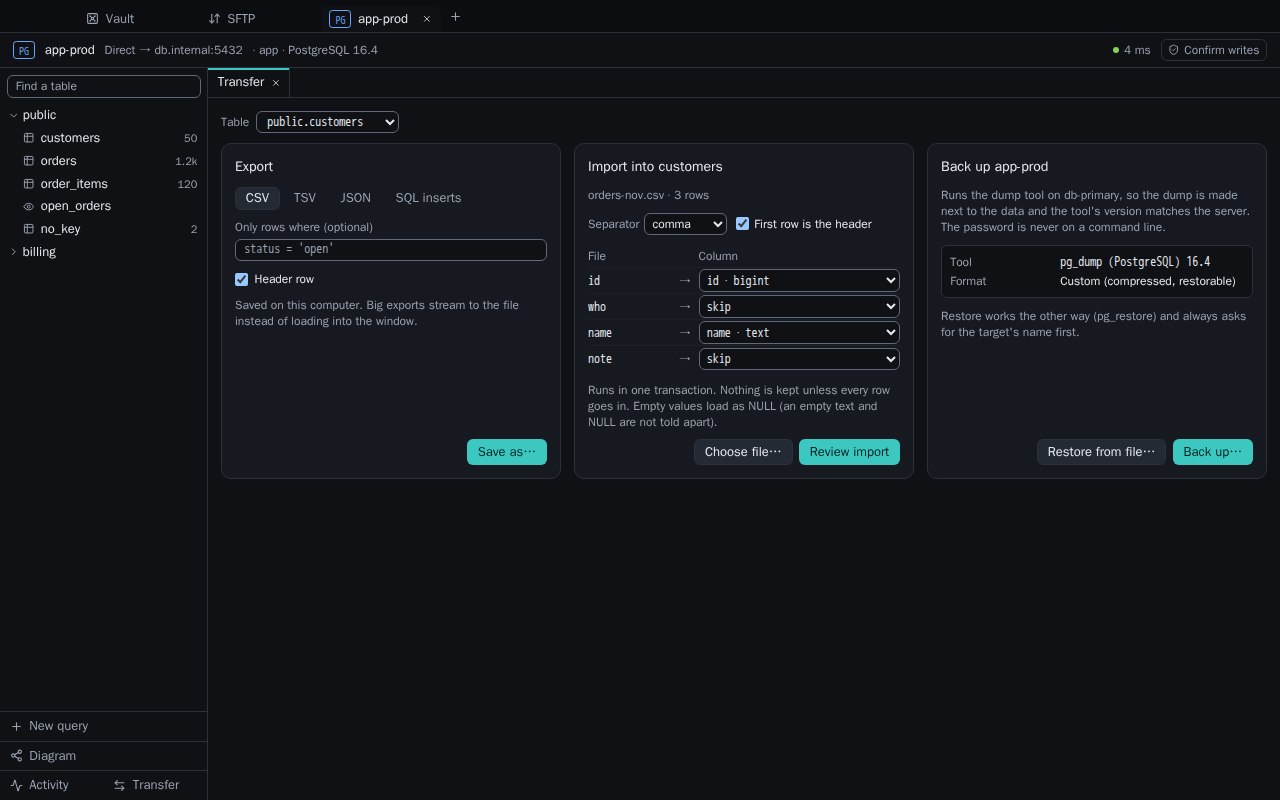 Vault
SFTP
PG app-prod × +
PG app-prod Direct → db.internal:5432 · app · PostgreSQL 16.4
4 ms Confirm writes
Find a table
public
customers 50
orders 1.2k
order_items 120
open_orders
no_key 2
billing
New query
Diagram
Activity Transfer
Transfer ×
Table public.customers
Export
CSV TSV JSON SQL inserts
Only rows where (optional)
status = 'open'
Header row
Saved on this computer. Big exports stream to the file
instead of loading into the window.
Save as···
Import into customers
orders-nov.csv · 3 rows
Separator comma First row is the header
File Column
id → id · bigint
who → skip
name → name · text
note → skip
Runs in one transaction. Nothing is kept unless every row
goes in. Empty values load as NULL (an empty text and
NULL are not told apart).
Choose file··· Review import
Back up app-prod
Runs the dump tool on db-primary, so the dump is made
next to the data and the tool's version matches the server.
The password is never on a command line.
Tool pg_dump (PostgreSQL) 16.4
Format Custom (compressed, restorable)
Restore works the other way (pg_restore) and always asks
for the target's name first.
Restore from file··· Back up···